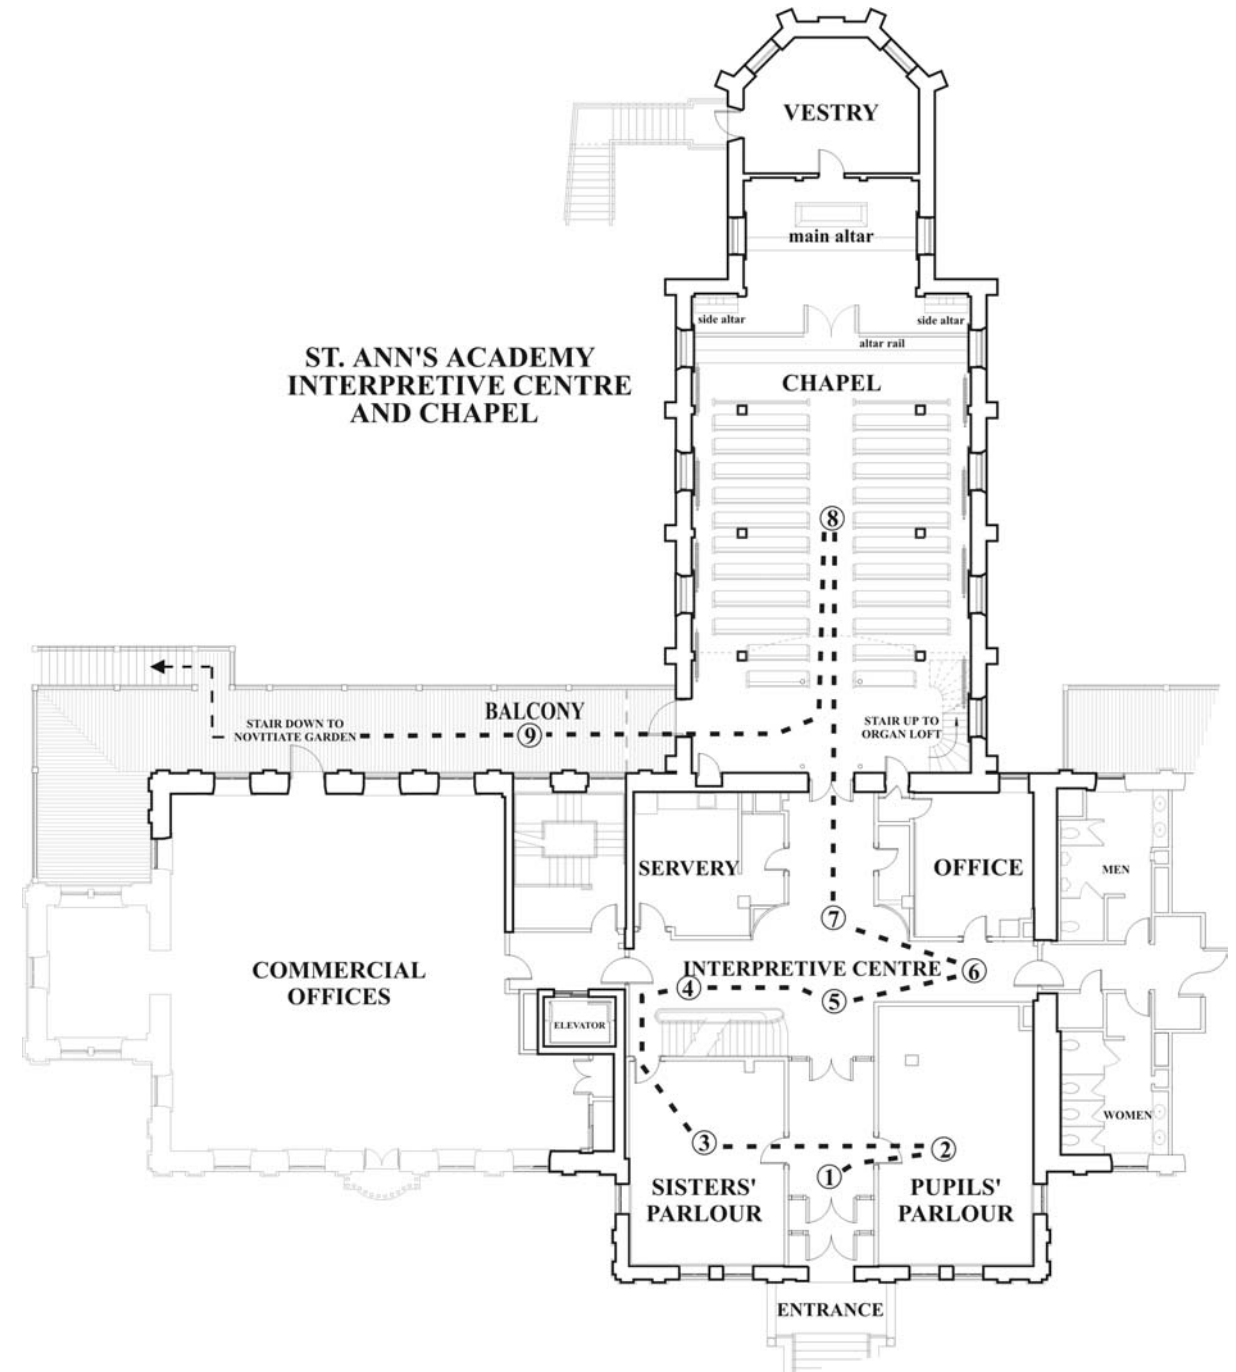 VESTRY
main altar
side altar
side altar
altar rail
ST. ANN'S ACADEMY
INTERPRETIVE CENTRE
AND CHAPEL
CHAPEL
8
BALCONY
9
STAIR DOWN TO
NOVITIATE GARDEN
STAIR UP TO
ORGAN LOFT
SERVERY
OFFICE
MEN
7
COMMERCIAL
OFFICES
INTERPRETIVE CENTRE
6
4
5
ELEVATOR
WOMEN
3
2
1
SISTERS'
PARLOUR
PUPILS'
PARLOUR
ENTRANCE